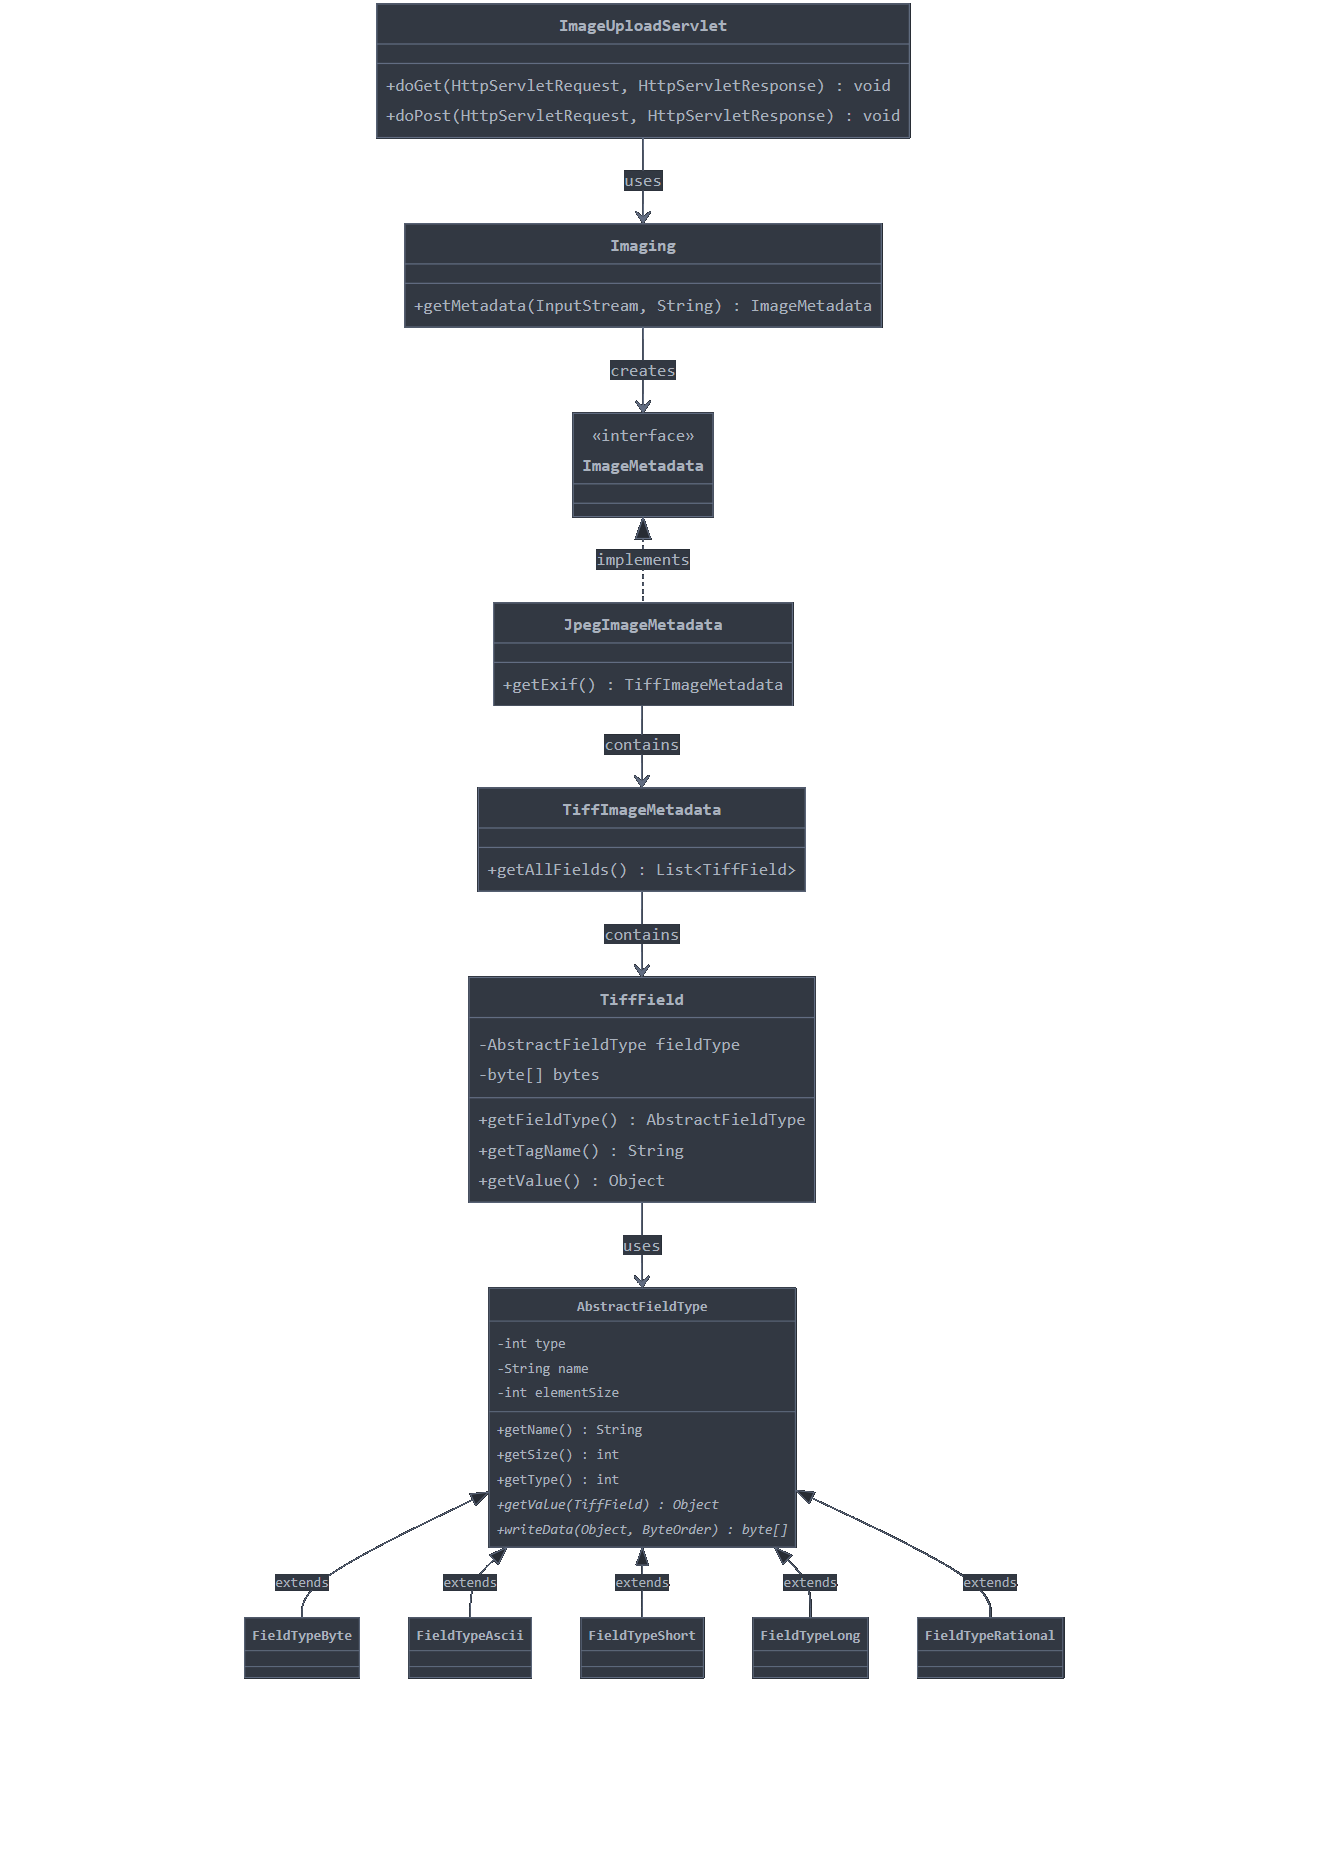 ImageUploadServlet
+doGet(HttpServletRequest, HttpServletResponse) : void
+doPost(HttpServletRequest, HttpServletResponse) : void
uses
Imaging
+getMetadata(InputStream, String) : ImageMetadata
creates
«interface»
ImageMetadata
implements
JpegImageMetadata
+getExif() : TiffImageMetadata
contains
TiffImageMetadata
+getAllFields() : List<TiffField>
contains
TiffField
-AbstractFieldType fieldType
-byte[] bytes
+getFieldType() : AbstractFieldType
+getTagName() : String
+getValue() : Object
uses
AbstractFieldType
-int type
-String name
-int elementSize
+getName() : String
+getSize() : int
+getType() : int
+getValue(TiffField) : Object
+writeData(Object, ByteOrder) : byte[]
extends extends extends extends extends
FieldTypeByte FieldTypeAscii FieldTypeShort FieldTypeLong FieldTypeRational